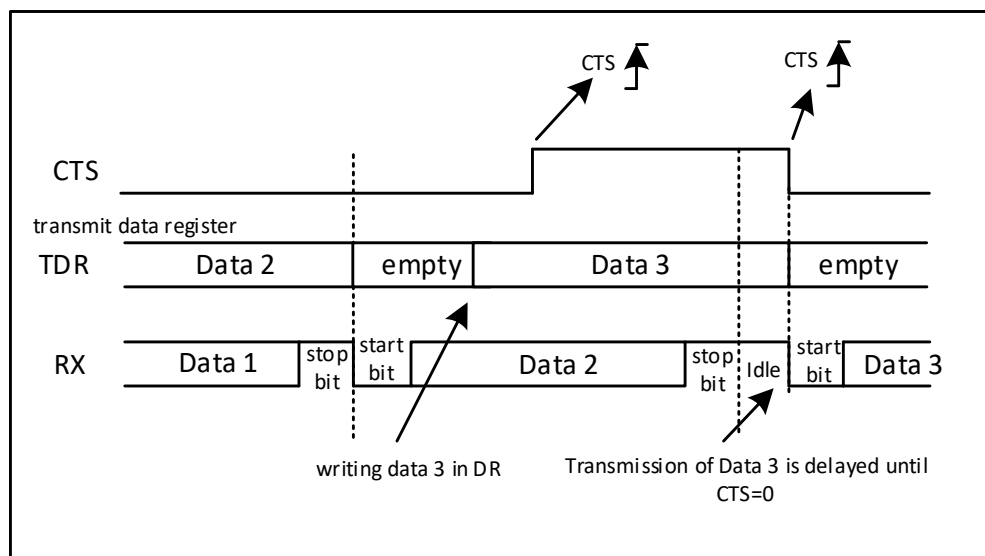 CTS
CTS
CTS
transmit data register
TDR
Data 2
empty
Data 3
empty
RX
Data 1
stop
bit
start
bit
Data 2
stop
bit
Idle
start
bit
Data 3
writing data 3 in DR
Transmission of Data 3 is delayed until
CTS=0